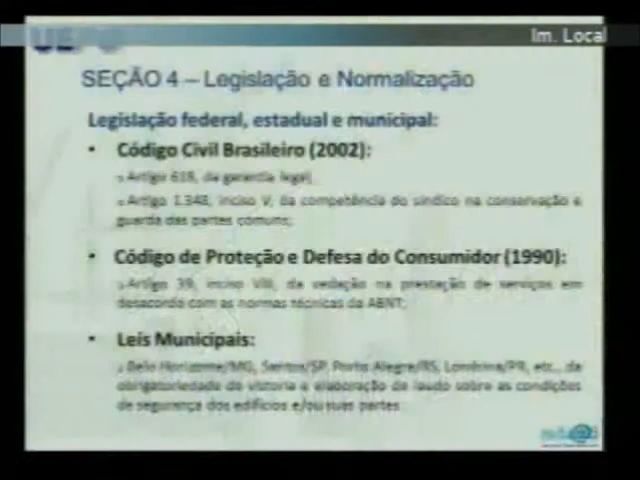 Im. Local
SEÇÃO 4 – Legislação e Normalização
Legislação federal, estadual e municipal:
• Código Civil Brasileiro (2002):
Artigo 618, da garantia legal;
Artigo 1.348, inciso V, da competência do síndico na conservação e
guarda das partes comuns;
• Código de Proteção e Defesa do Consumidor (1990):
Artigo 39, inciso VIII, da vedação na prestação de serviços em
desacordo com as normas técnicas da ABNT;
• Leis Municipais:
Belo Horizonte/MG, Santos/SP, Porto Alegre/RS, Londrina/PR, etc., da
obrigatoriedade de vistoria e elaboração de laudo sobre as condições
de segurança dos edifícios e/ou suas partes